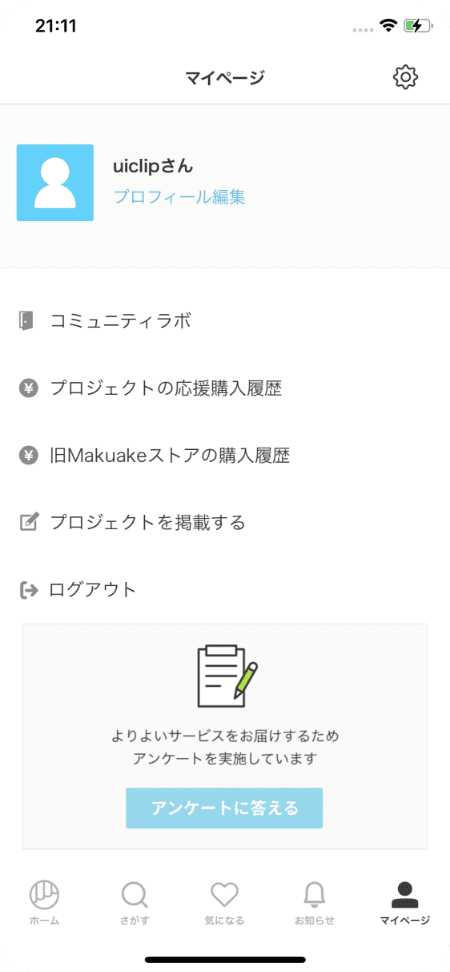 21:11
マイページ
uiclipさん
プロフィール編集
コミュニティラボ
プロジェクトの応援購入履歴
旧Makuakeストアの購入履歴
プロジェクトを掲載する
ログアウト
よりよいサービスをお届けするため
アンケートを実施しています
アンケートに答える
ホーム さがす 気になる お知らせ マイページ